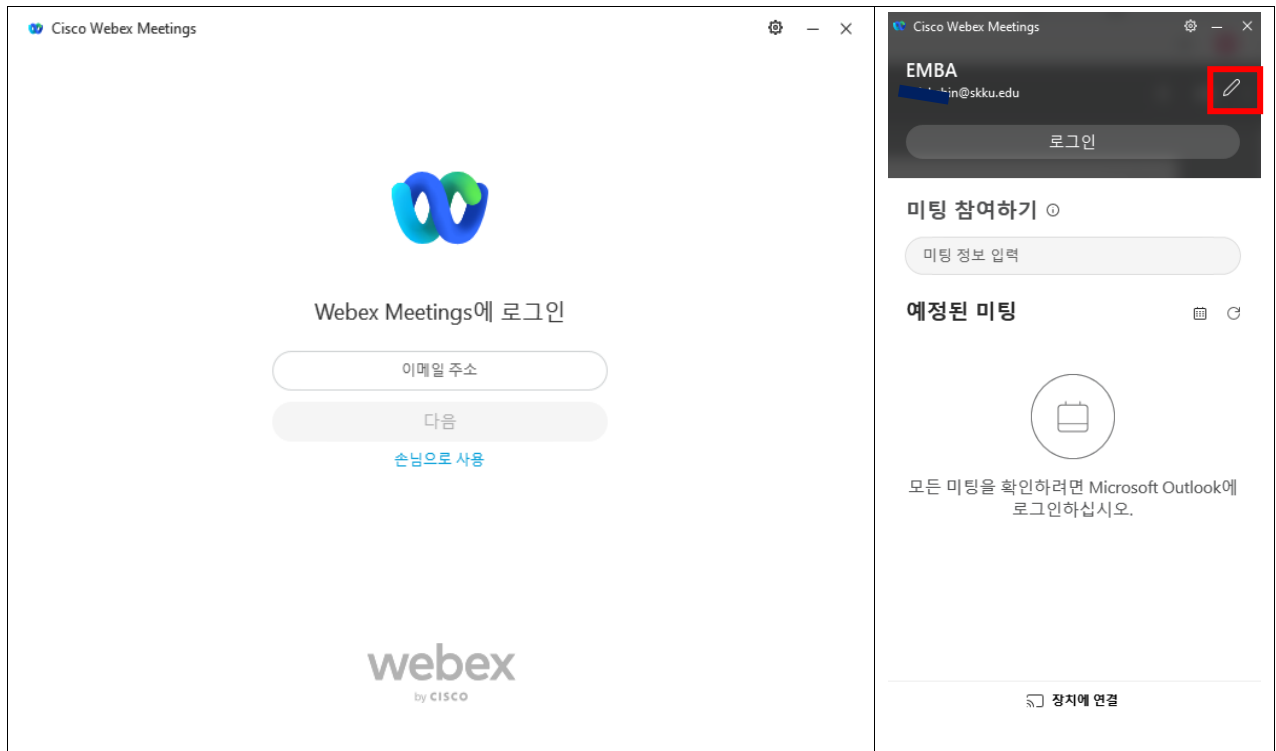 Cisco Webex Meetings
Webex Meetings에 로그인
이메일 주소
다음
손님으로 사용
webex
by CISCO
Cisco Webex Meetings
EMBA
bin@skku.edu
로그인
미팅 참여하기
미팅 정보 입력
예정된 미팅
모든 미팅을 확인하려면 Microsoft Outlook에
로그인하십시오.
장치에 연결